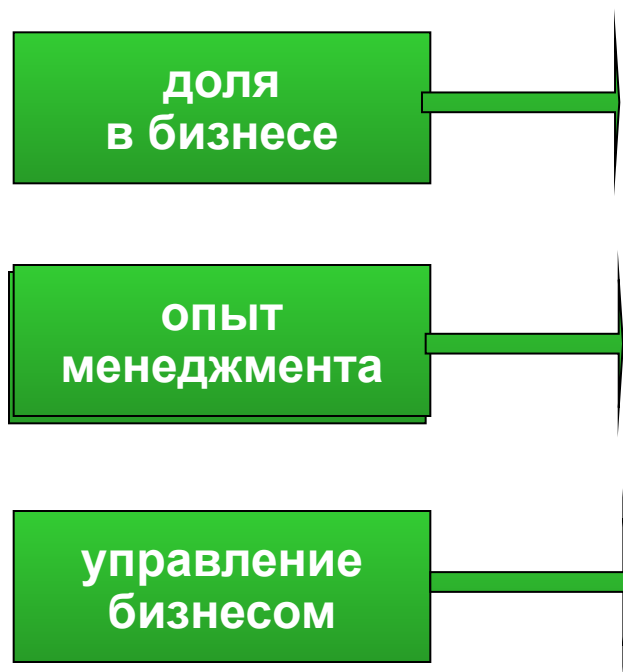 доля
в бизнесе
опыт
менеджмента
управление
бизнесом